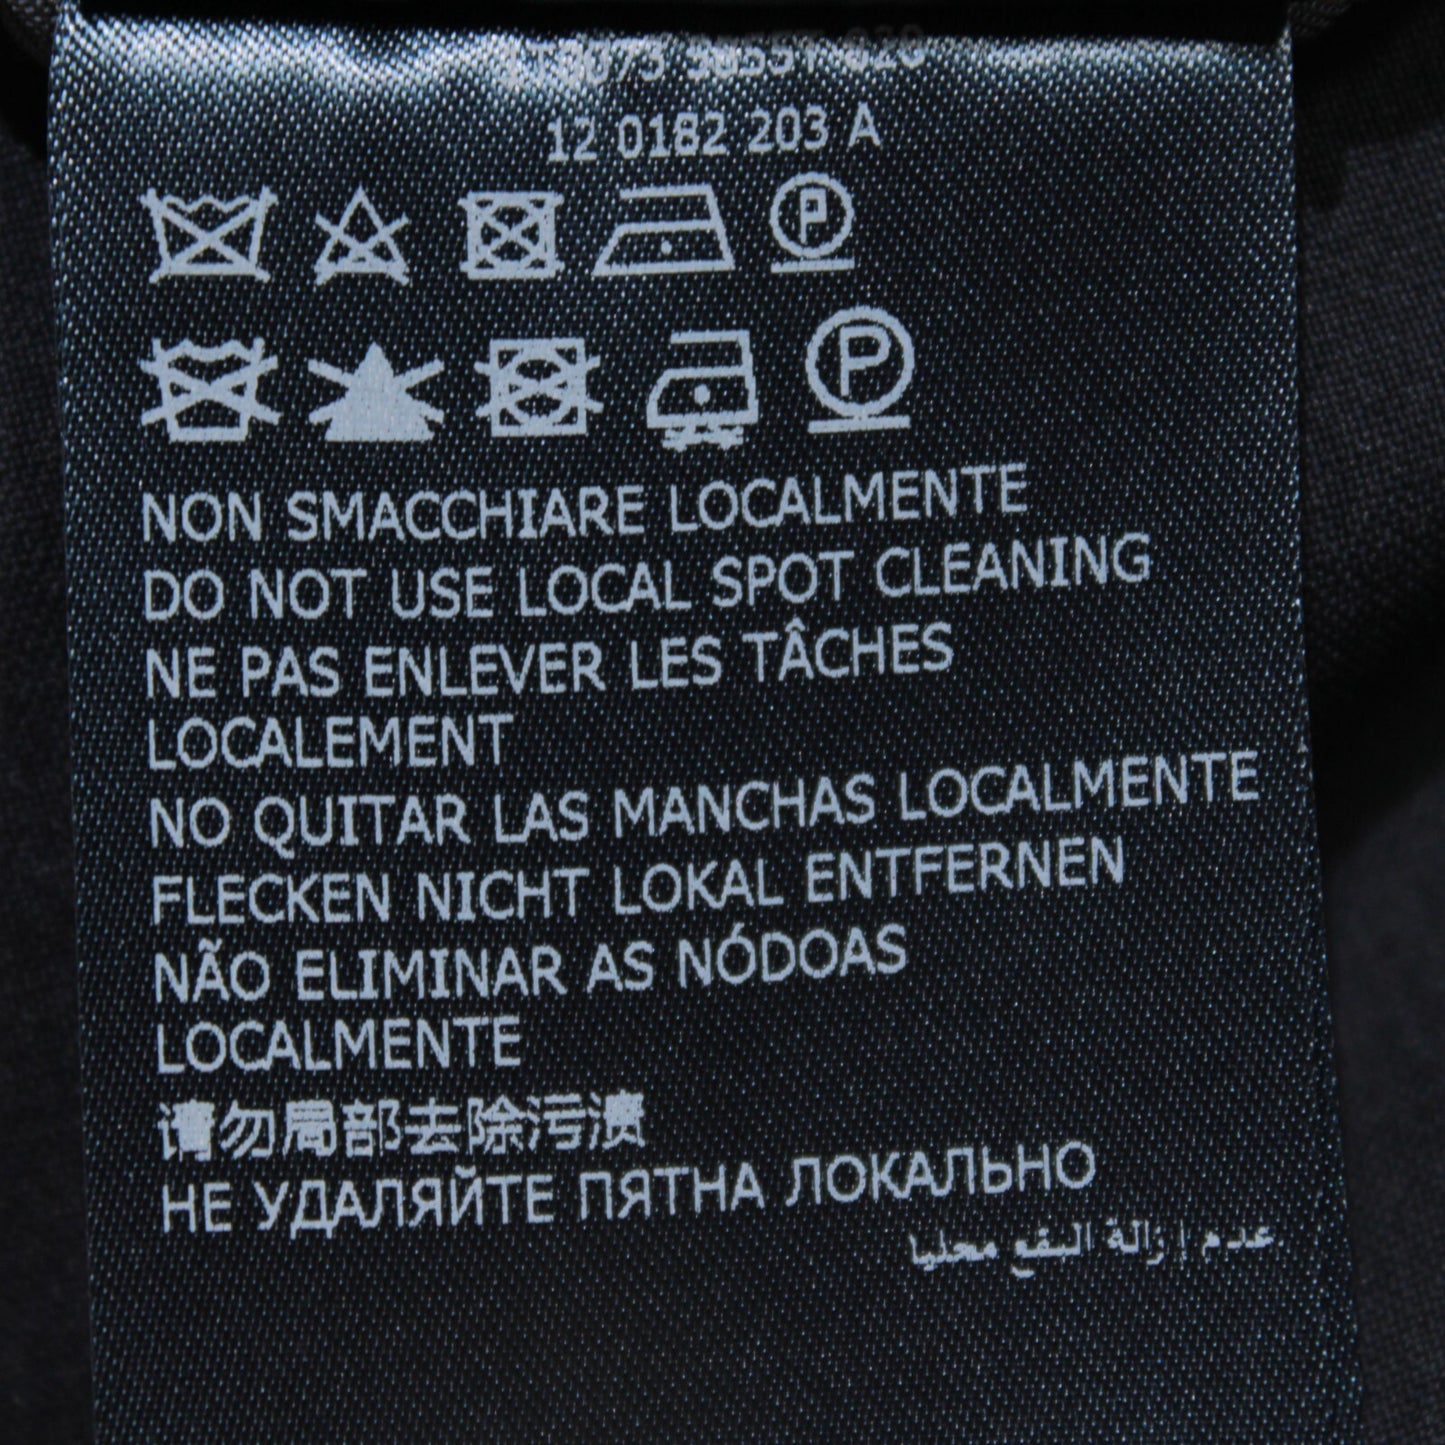 12 0182 203 A
NON SMACCHIARE LOCALMENTE
DO NOT USE LOCAL SPOT CLEANING
NE PAS ENLEVER LES TÂCHES
LOCALEMENT
NO QUITAR LAS MANCHAS LOCALMENTE
FLECKEN NICHT LOKAL ENTFERNEN
NÃO ELIMINAR AS NÓDOAS
LOCALMENTE
请勿局部去除污渍
НЕ УДАЛЯЙТЕ ПЯТНА ЛОКАЛЬНО
عدم إزالة البقع محليا